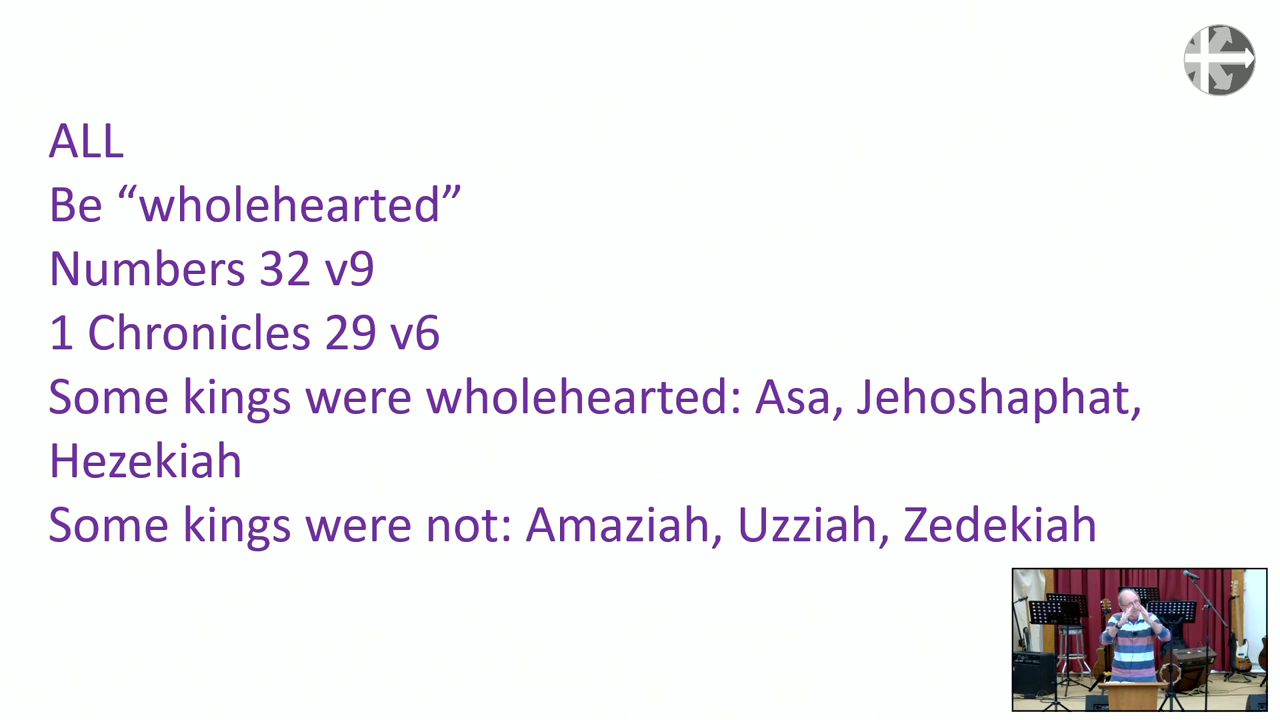 ALL
Be “wholehearted”
Numbers 32 v9
1 Chronicles 29 v6
Some kings were wholehearted: Asa, Jehoshaphat,
Hezekiah
Some kings were not: Amaziah, Uzziah, Zedekiah